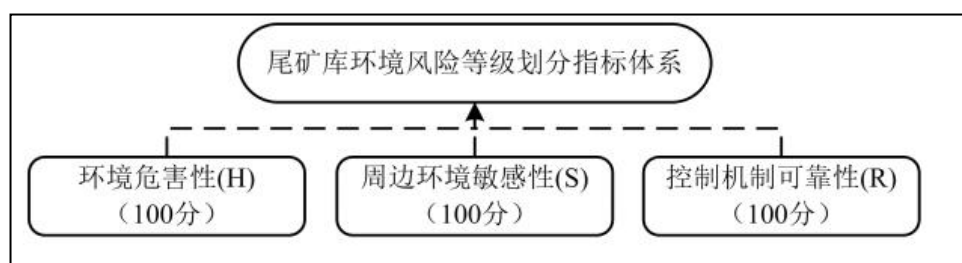 尾矿库环境风险等级划分指标体系
环境危害性(H)
（100分）
周边环境敏感性(S)
（100分）
控制机制可靠性(R)
（100分）